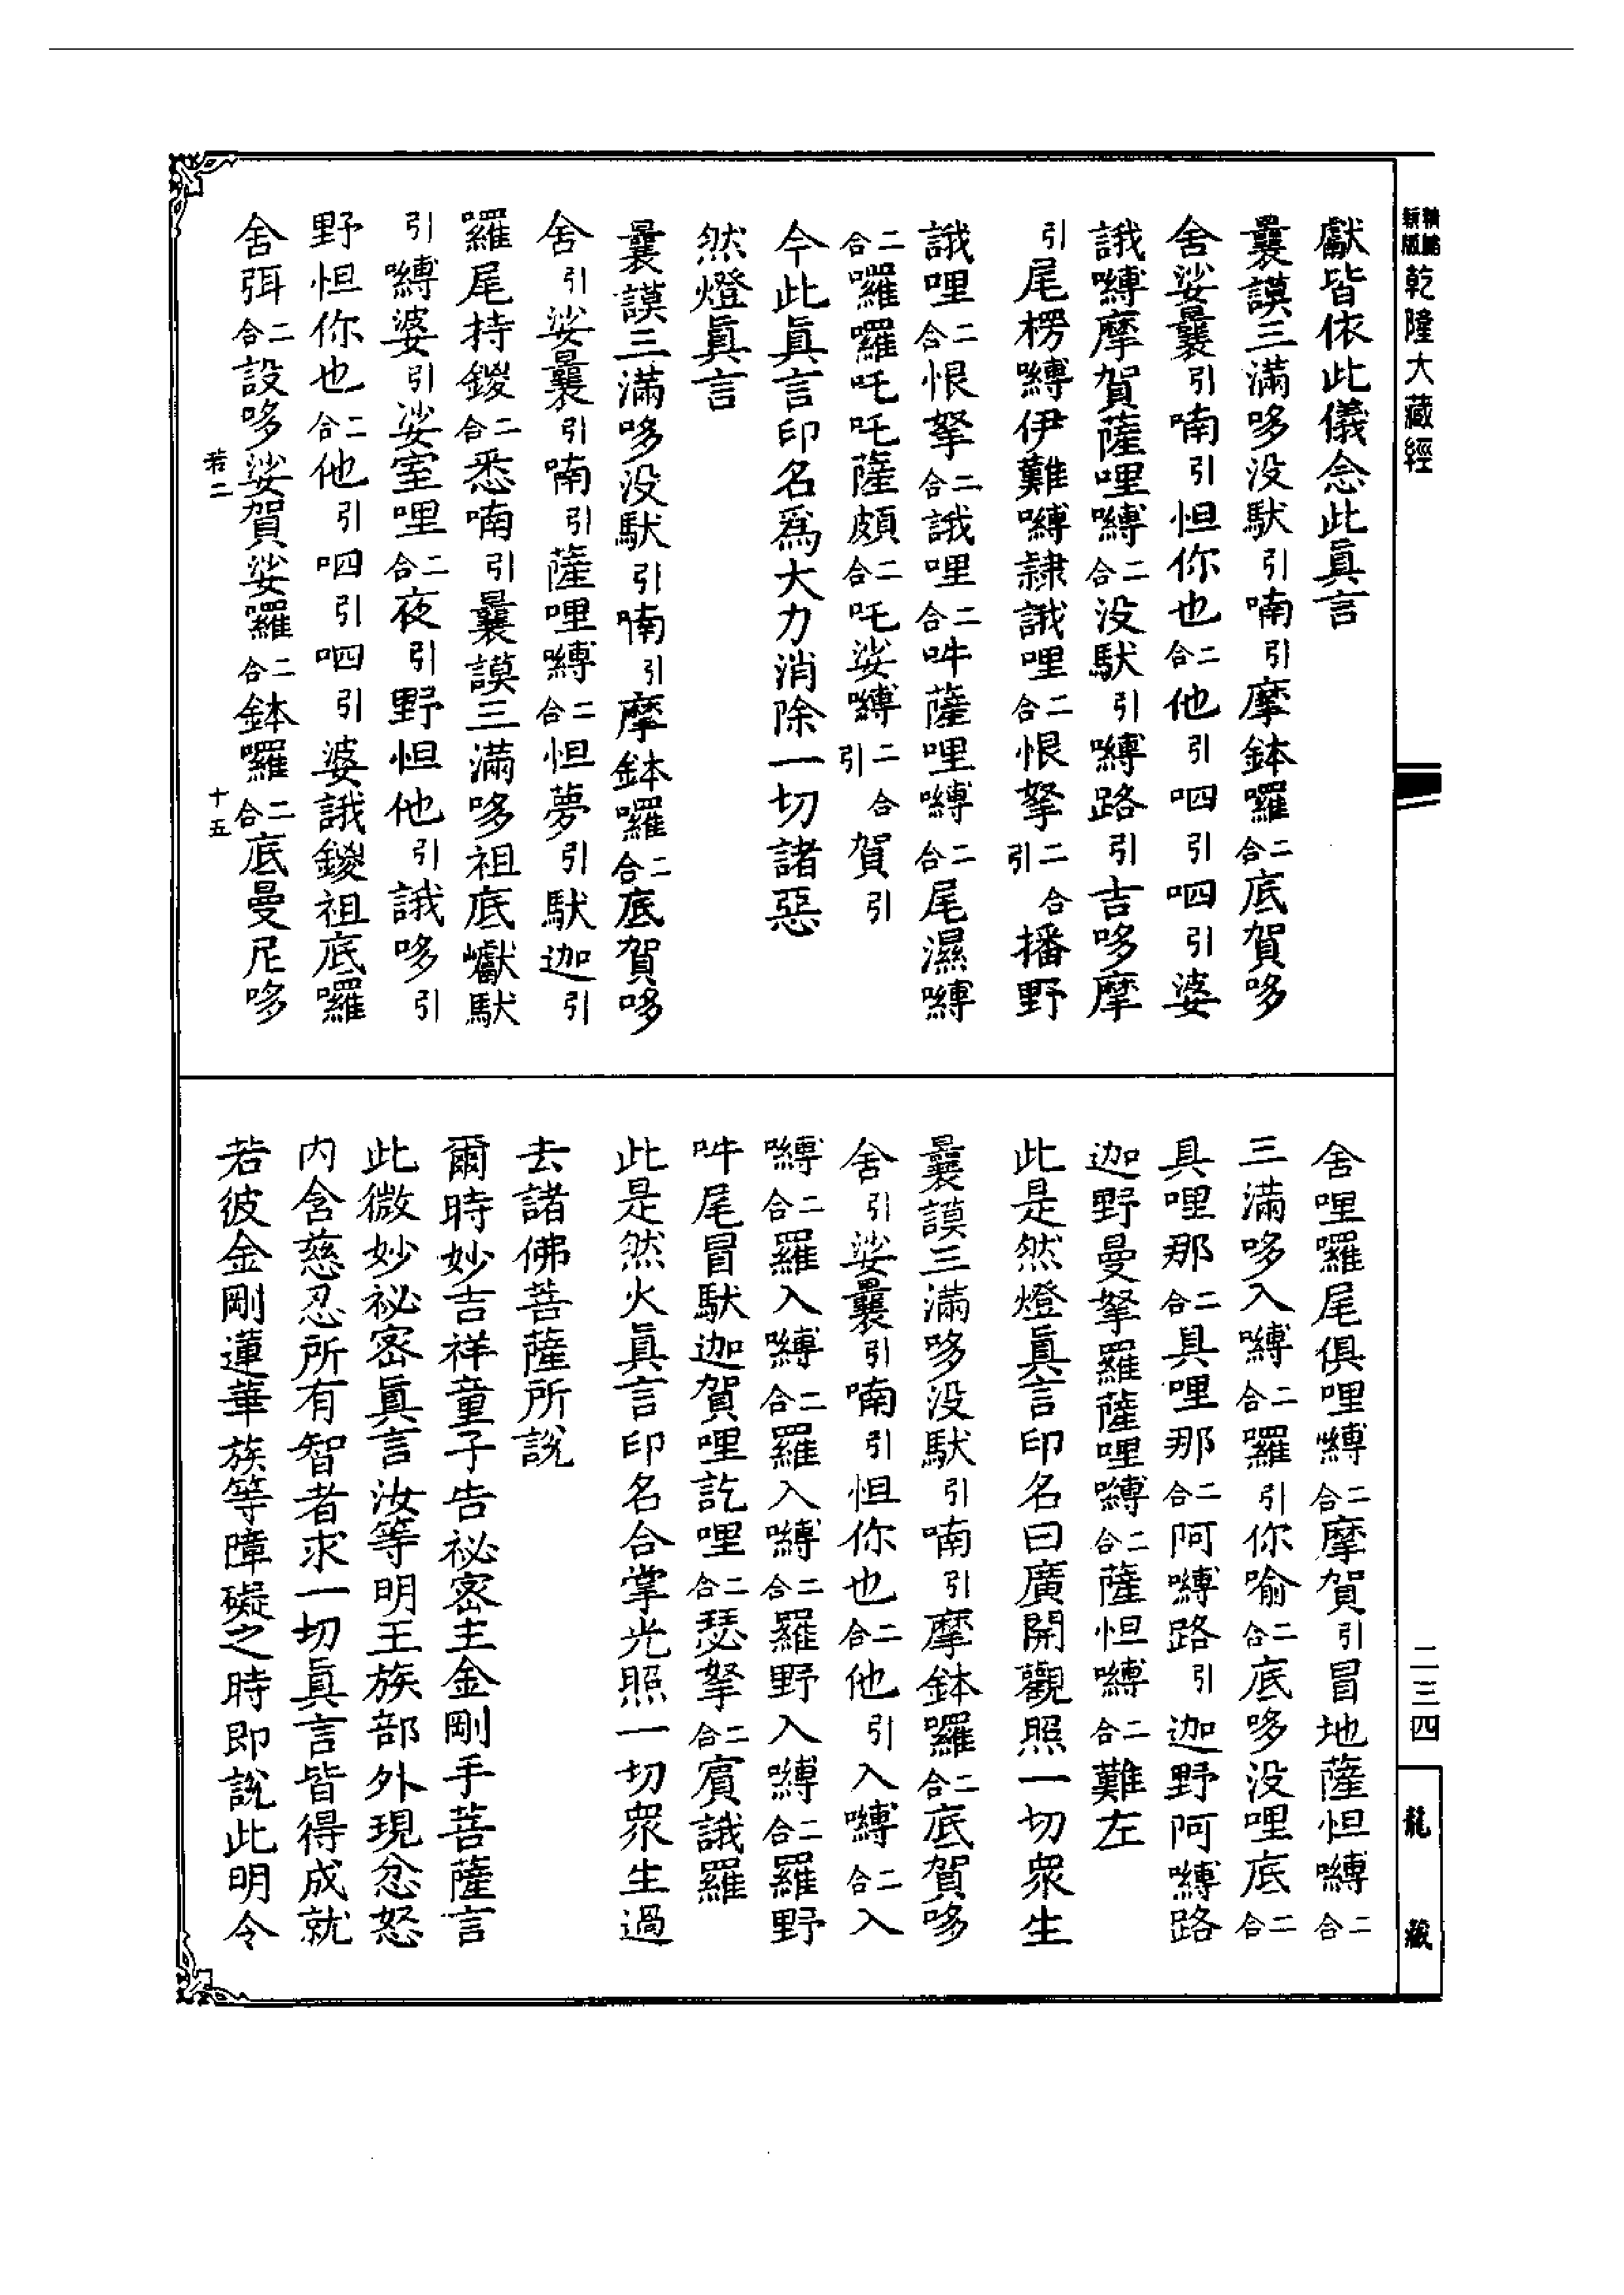 精縮
新版
乾隆大藏經
二三四
龍藏
獻皆依此儀念此眞言
曩謨三滿哆没馱引喃引摩鉢囉二合底賀哆
舍娑曩引喃引怛你也二合他引呬引呬引婆
誐嚩摩賀薩哩嚩二合没馱引嚩路引吉哆摩
引尾楞嚩伊難嚩隷誐哩二合恨拏二合引播野
誐哩二合恨拏二合誐哩二合吽薩哩嚩二合尾濕嚩
二合囉囉吒吒薩頗二合吒娑嚩二合引賀引
今此眞言印名爲大力消除一切諸惡
然燈眞言
曩謨三滿哆没馱引喃引摩鉢囉二合底賀哆
舍引娑曩引喃引薩哩嚩二合怛夢引馱迦引
羅尾持鑁二合悉喃引曩謨三滿哆祖底巘馱
引嚩婆引娑室哩二合夜引野怛他引誐哆引
野怛你也二合他引呬引呬引婆誐鑁祖底囉
舍弭二合設哆娑賀娑囉二合鉢囉二合底曼尼哆
若二 十五
舍哩囉尾俱哩嚩二合摩賀引冒地薩怛嚩二合
三滿哆入嚩二合囉引你喻二合底哆没哩底二合
具哩那二合具哩那二合阿嚩路引迦野阿嚩路
迦野曼拏羅薩哩嚩二合薩怛嚩二合難左
此是然燈眞言印名曰廣開觀照一切衆生
曩謨三滿哆没馱引喃引摩鉢囉二合底賀哆
舍引娑曩引喃引怛你也二合他引入嚩二合入
嚩二合羅入嚩二合羅入嚩二合羅野入嚩二合羅野
吽尾冒馱迦賀哩訖哩二合瑟拏二合賓誐羅
此是然火眞言印名合掌光照一切衆生過
去諸佛菩薩所說
爾時妙吉祥童子告祕密主金剛手菩薩言
此微妙祕密眞言汝等明王族部外現忿怒
内含慈忍所有智者求一切眞言皆得成就
若彼金剛蓮華族等障礙之時即說此明令